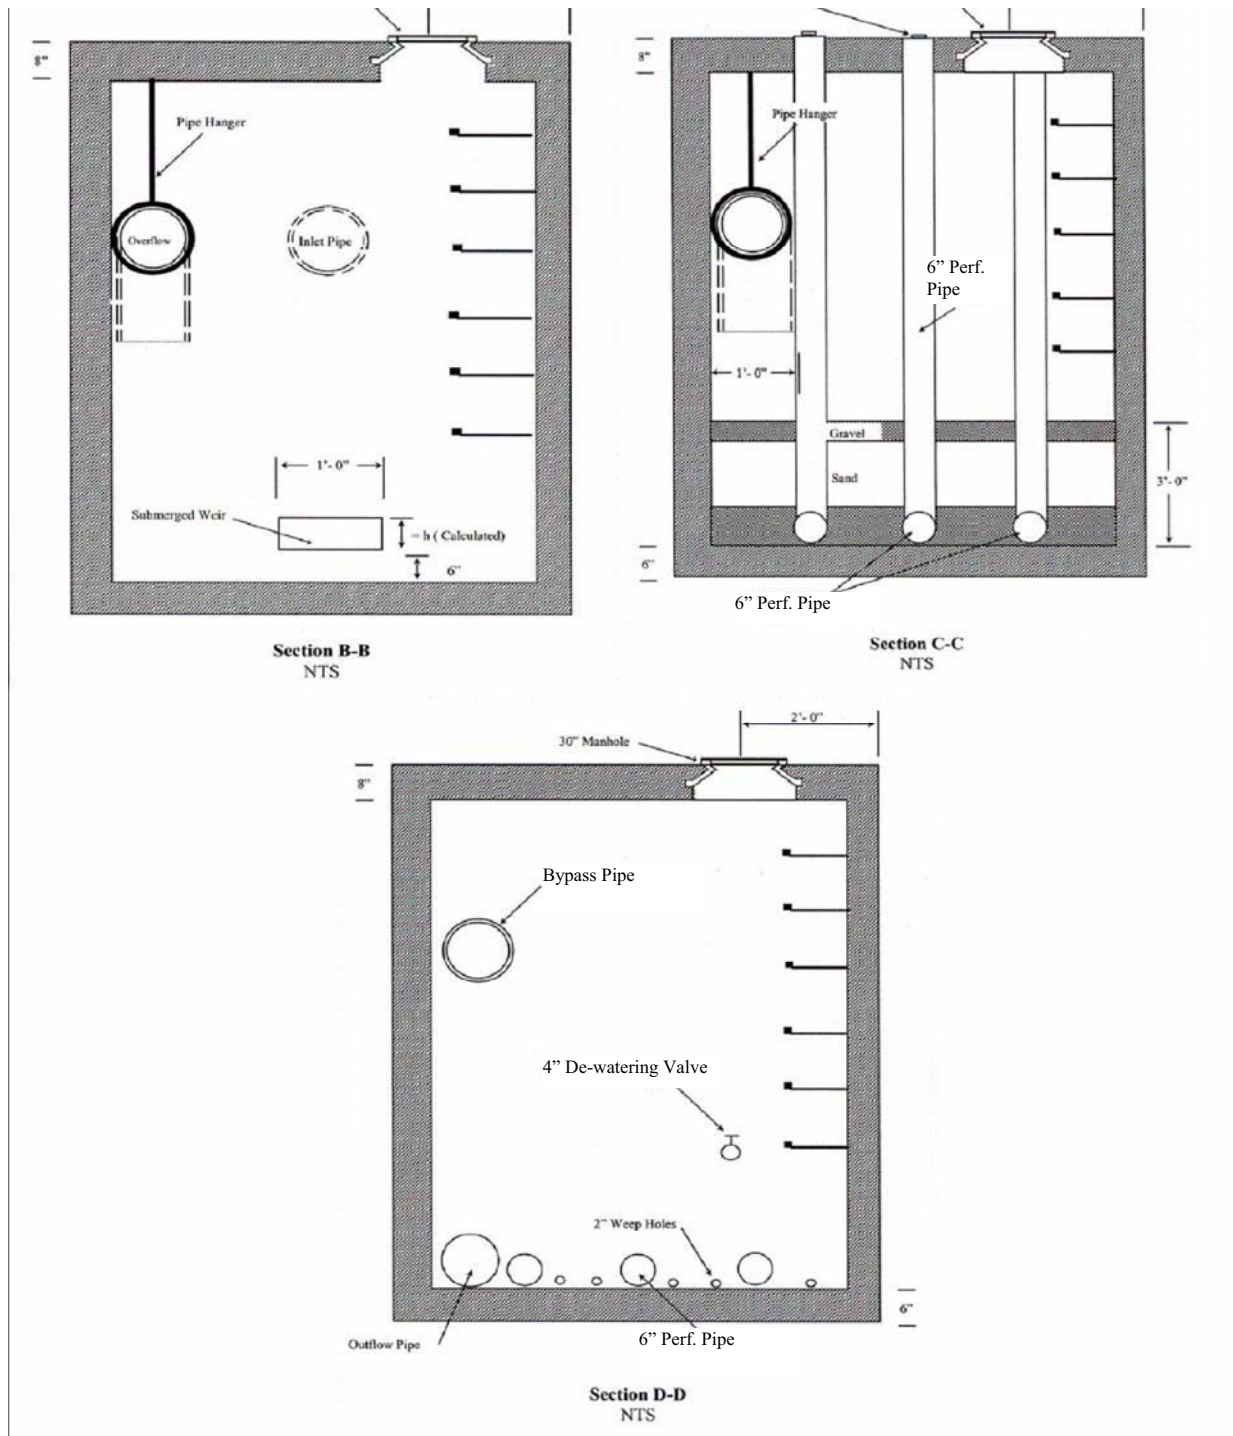 8"
Pipe Hanger
Overflow
Inlet Pipe
1'- 0"
Submerged Weir
= h ( Calculated)
6"
Section B-B
NTS
8"
Pipe Hanger
6” Perf.
Pipe
1'- 0"
Gravel
Sand
3'- 0"
6"
6” Perf. Pipe
Section C-C
NTS
2'- 0"
30" Manhole
8"
Bypass Pipe
4” De-watering Valve
2" Weep Holes
6"
Outflow Pipe
6” Perf. Pipe
Section D-D
NTS